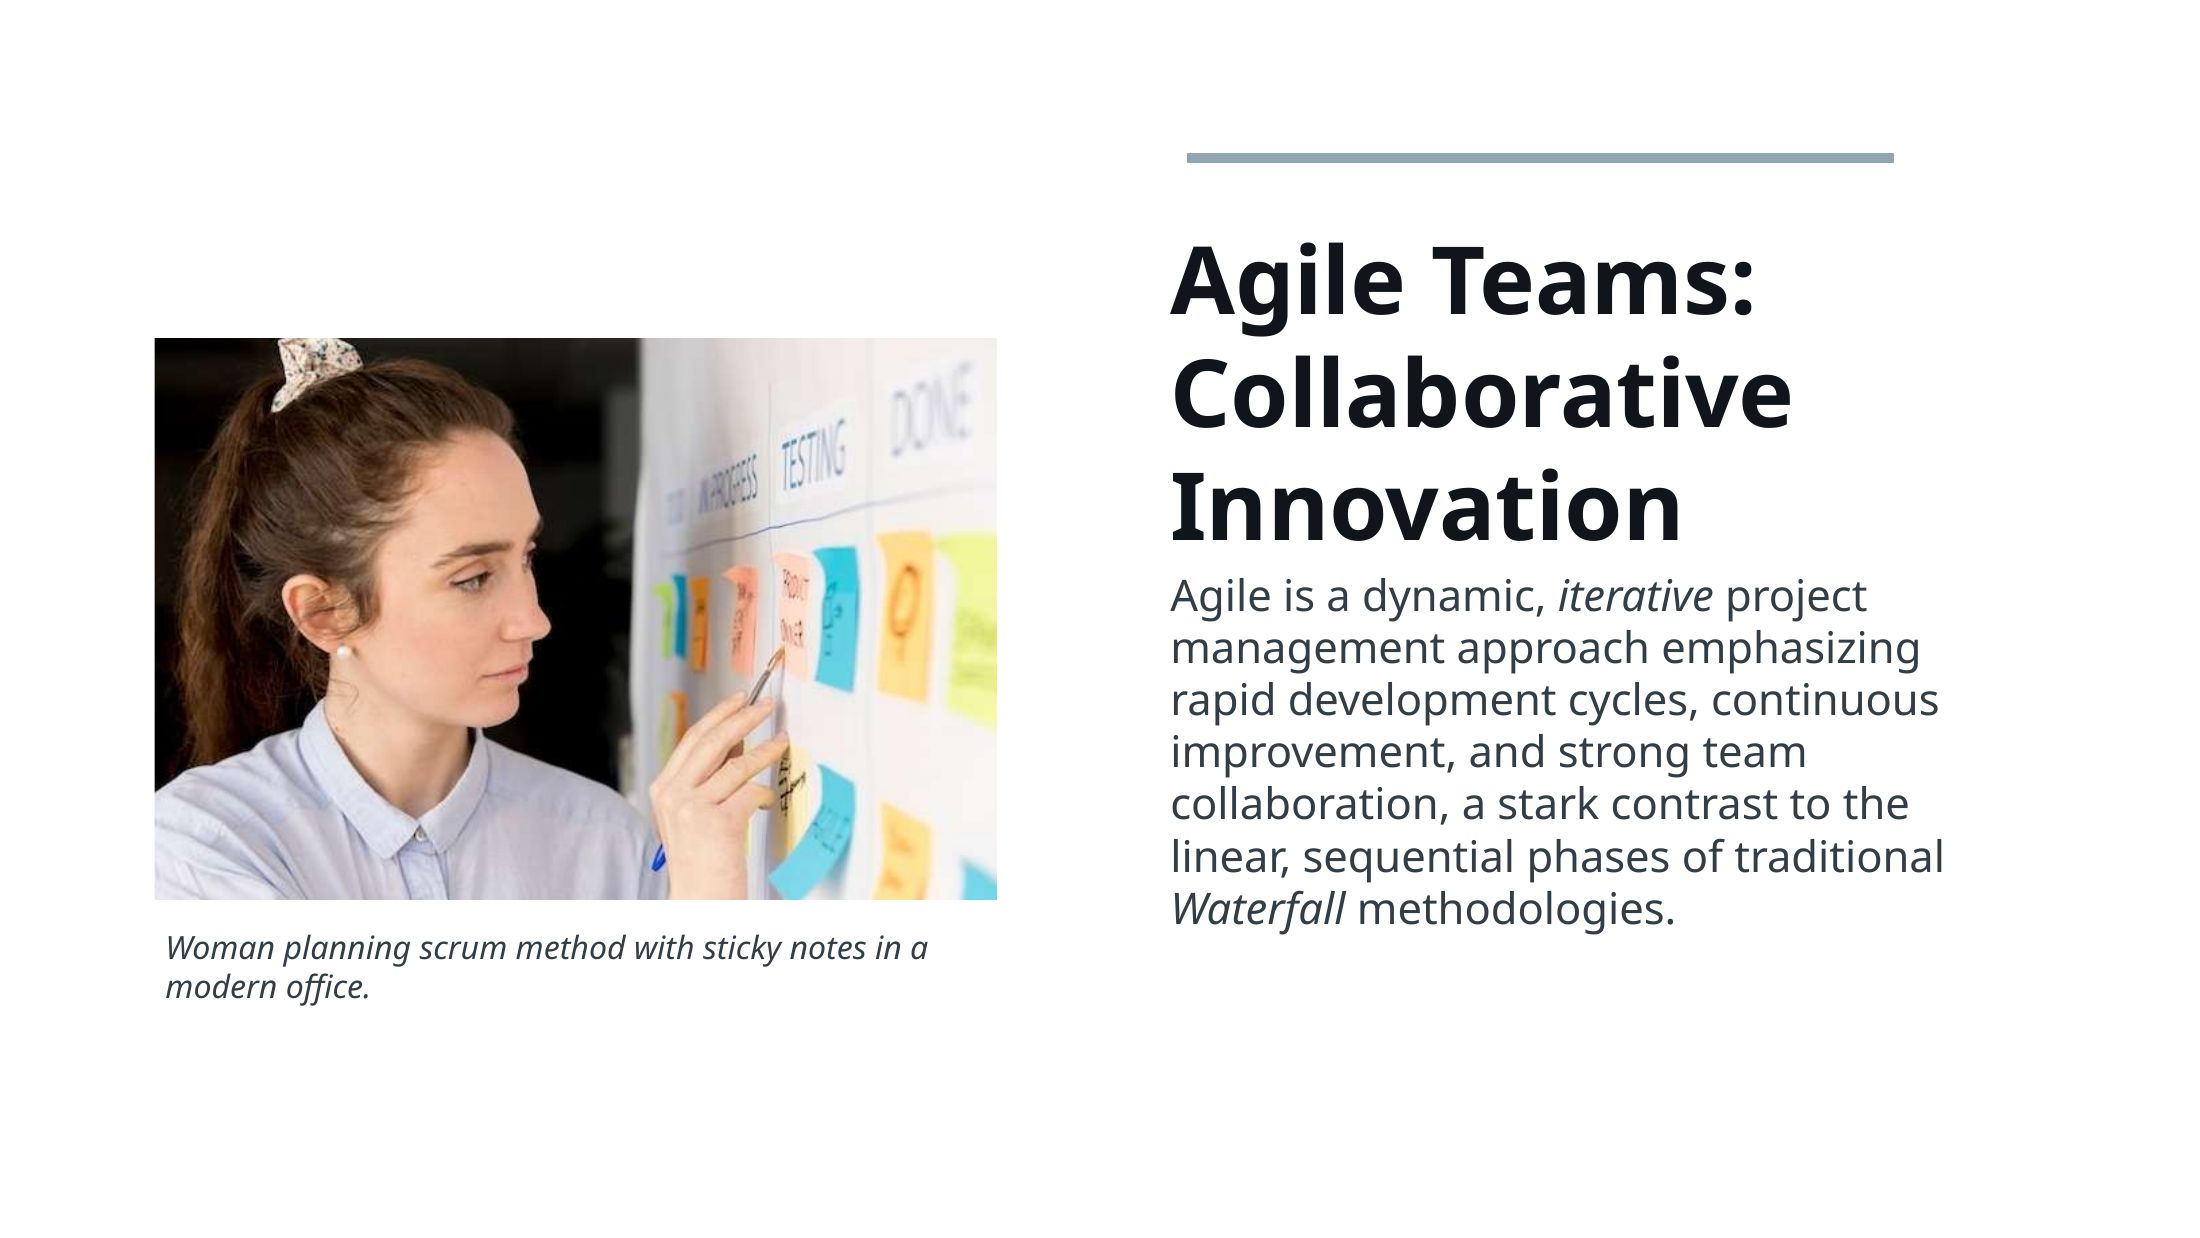 Agile Teams:
Collaborative
Innovation
Agile is a dynamic, iterative project
management approach emphasizing
rapid development cycles, continuous
improvement, and strong team
collaboration, a stark contrast to the
linear, sequential phases of traditional
Waterfall methodologies.
IN PROGRESS
TESTING
DONE
PRODUCT
OWNER
Woman planning scrum method with sticky notes in a
modern office.